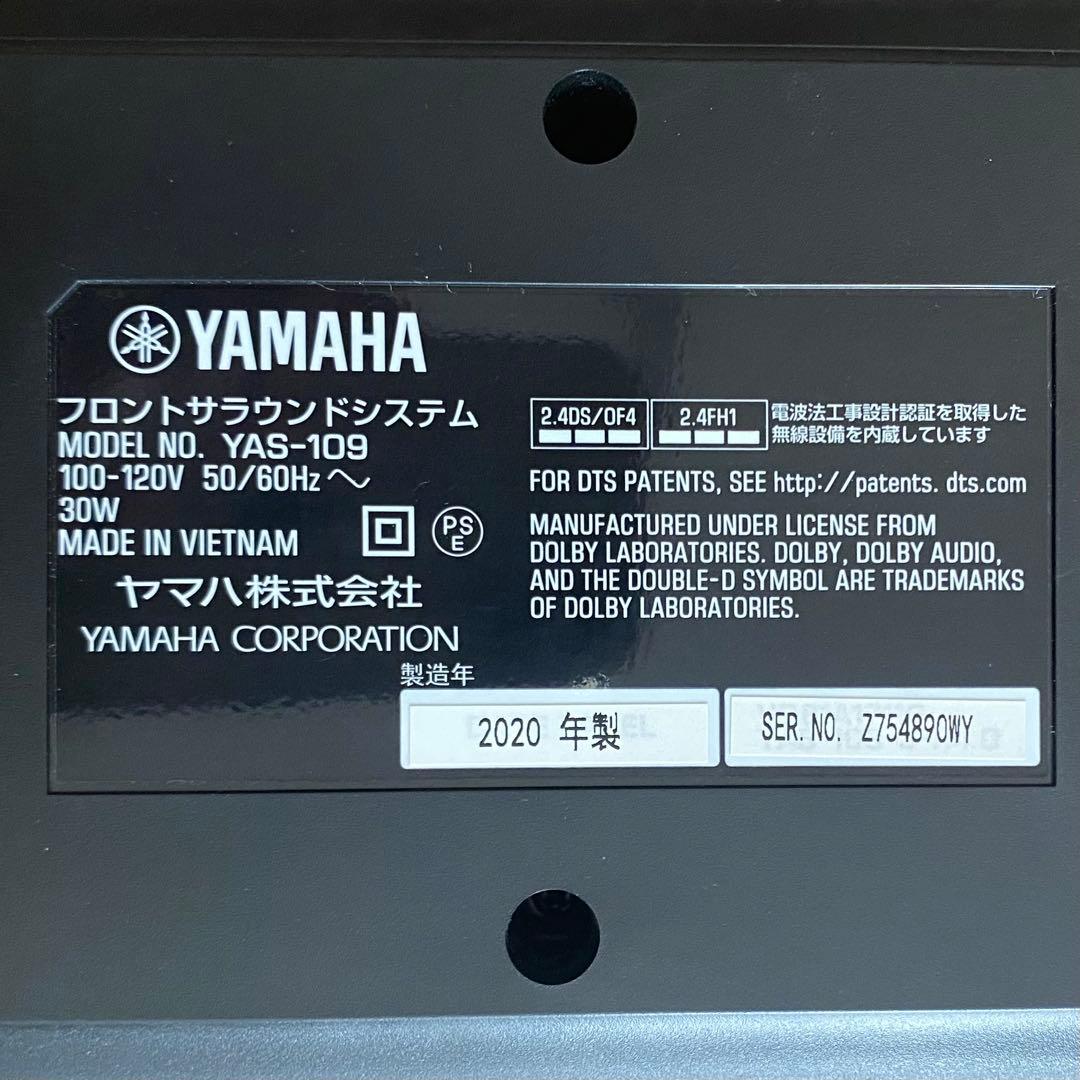 YAMAHA
フロントサラウンドシステム
MODEL NO. YAS-109
100-120V 50/60Hz ～
30W
MADE IN VIETNAM
PSE
ヤマハ株式会社
YAMAHA CORPORATION
製造年
2020 年製
2.4DS/OF4
2.4FH1
電波法工事設計認証を取得した
無線設備を内蔵しています
FOR DTS PATENTS, SEE http://patents. dts.com
MANUFACTURED UNDER LICENSE FROM
DOLBY LABORATORIES. DOLBY, DOLBY AUDIO,
AND THE DOUBLE-D SYMBOL ARE TRADEMARKS
OF DOLBY LABORATORIES.
SER. NO. Z754890WY